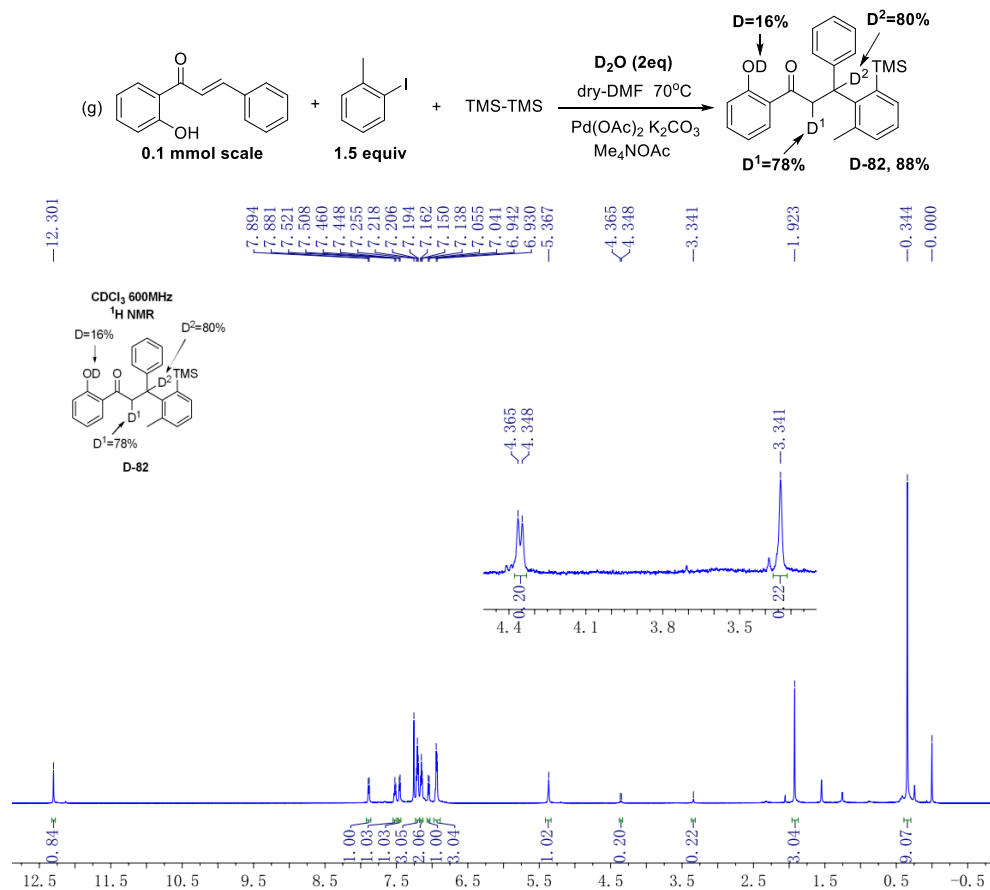 D=16%
D²=80%
OD
O
D²
TMS
D¹
D¹=78%
D-82, 88%
(g)
O
OH
0.1 mmol scale
+
I
1.5 equiv
+
TMS-TMS
D₂O (2eq)
dry-DMF 70°C
Pd(OAc)₂ K₂CO₃
Me₄NOAc
12.301
7.894
7.881
7.521
7.508
7.460
7.448
7.255
7.218
7.206
7.194
7.162
7.150
7.138
7.055
7.041
6.942
6.930
5.367
4.365
4.348
3.341
1.923
0.344
-0.000
CDCl₃ 600MHz
¹H NMR
D=16%
D²=80%
OD
O
D²
TMS
D¹
D¹=78%
D-82
4.365
4.348
3.341
0.20
0.22
4.4 4.1 3.8 3.5
0.84
1.00
1.03
1.03
3.05
2.06
1.00
3.04
1.02
0.20
0.22
3.04
9.07
12.5 11.5 10.5 9.5 8.5 7.5 6.5 5.5 4.5 3.5 2.5 1.5 0.5 -0.5